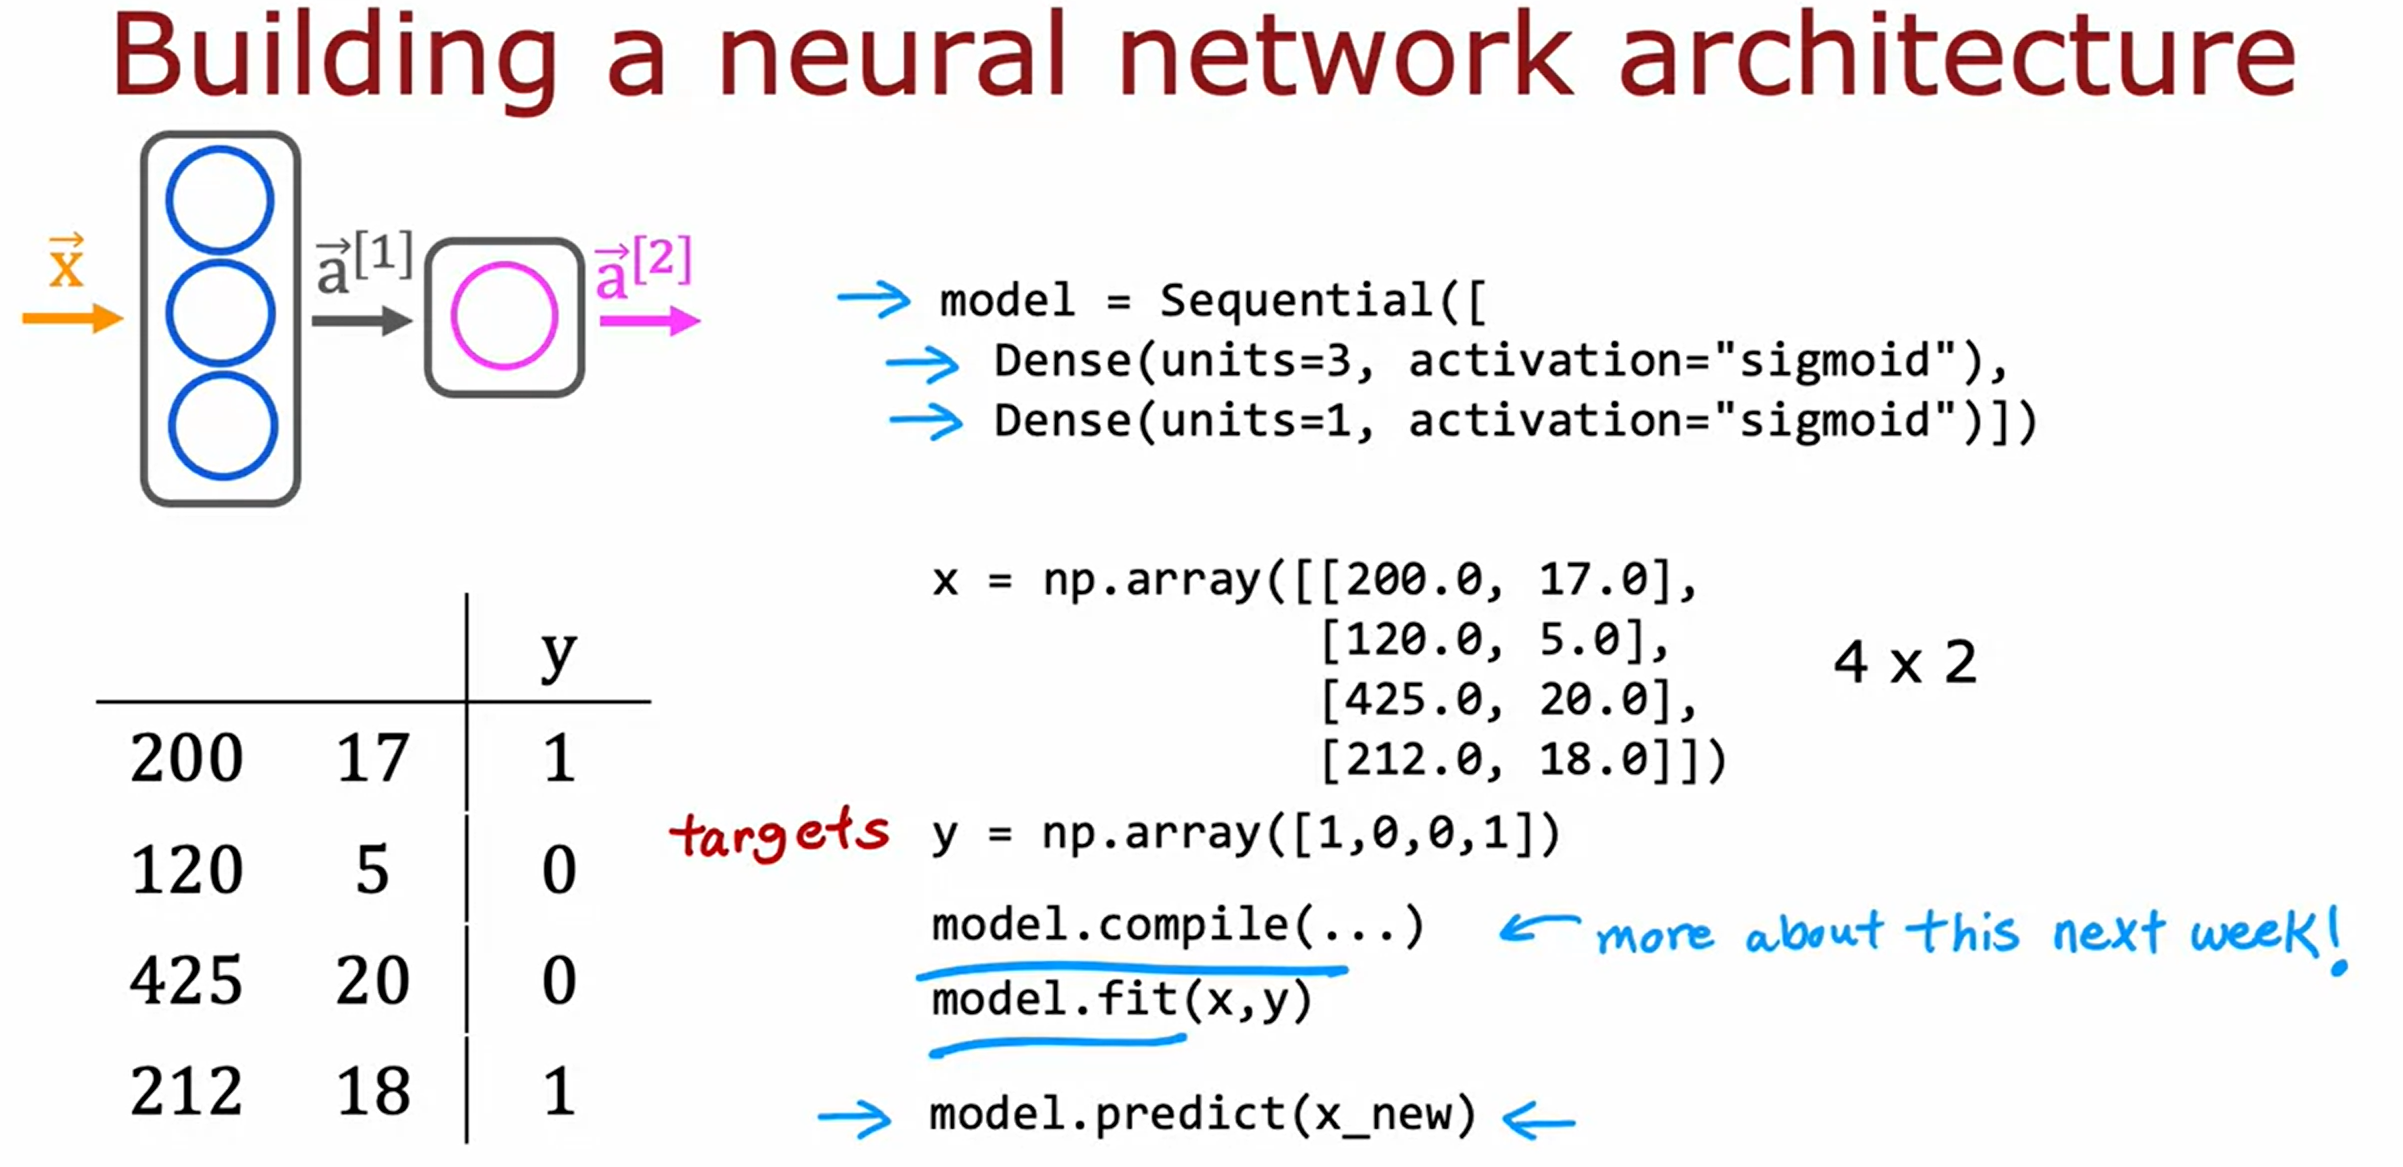 Building a neural network architecture
x⃗
a⃗[1]
a⃗[2]
→ model = Sequential([
→ Dense(units=3, activation="sigmoid"),
→ Dense(units=1, activation="sigmoid")])
y
200 17 1
120 5 0
425 20 0
212 18 1
x = np.array([[200.0, 17.0],
[120.0, 5.0],
[425.0, 20.0],
[212.0, 18.0]])
4 x 2
targets y = np.array([1,0,0,1])
model.compile(...) ← more about this next week!
model.fit(x,y)
→ model.predict(x_new) ←